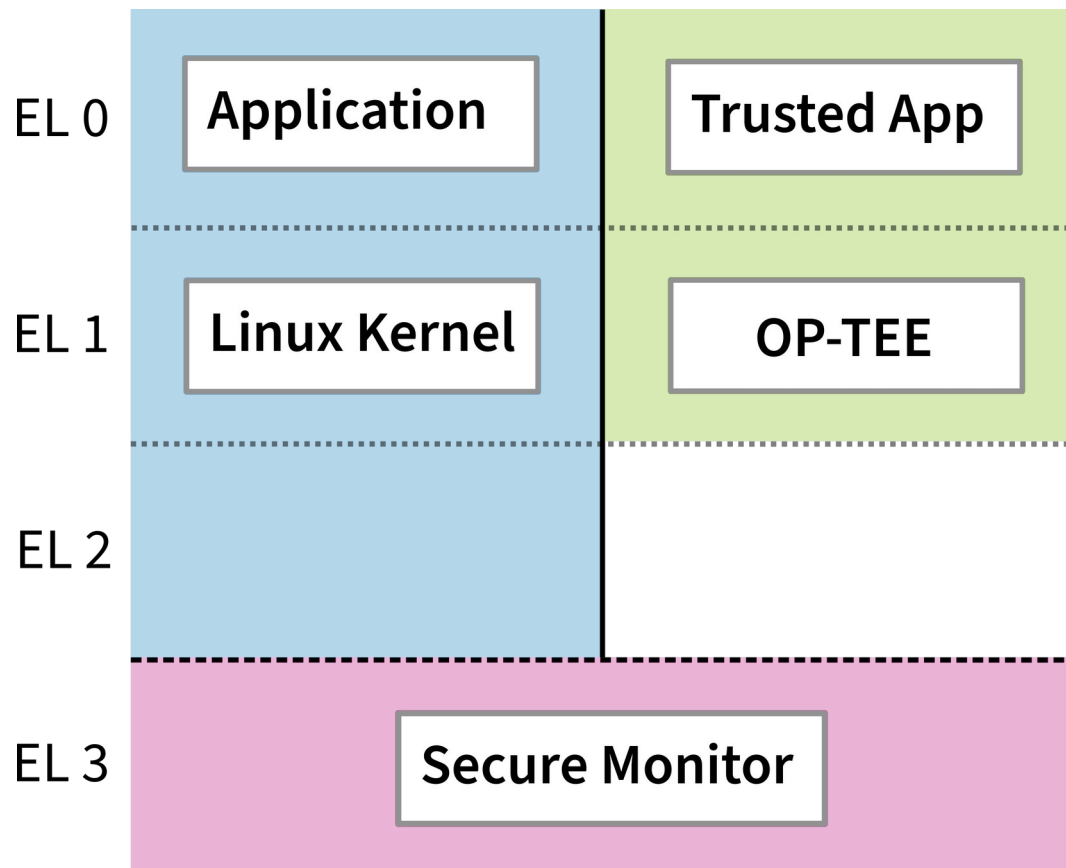 EL 0
Application
Trusted App
EL 1
Linux Kernel
OP-TEE
EL 2
EL 3
Secure Monitor